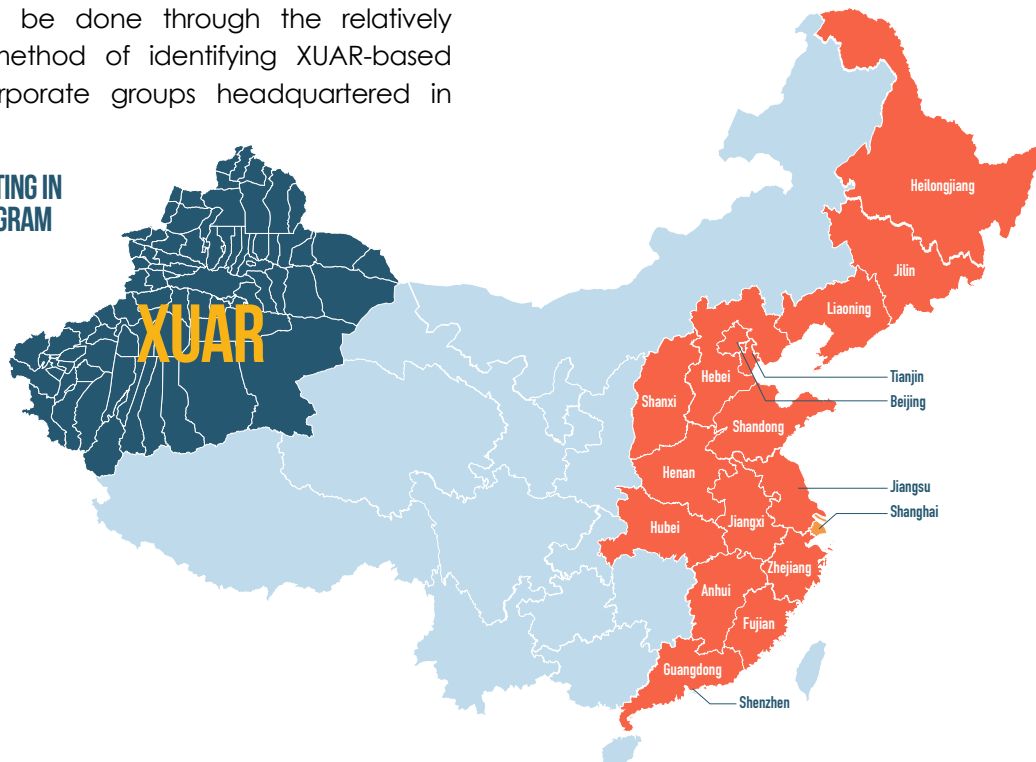 be done through the relatively
method of identifying XUAR-based
rporate groups headquartered in
TING IN
GRAM
XUAR
Heilongjiang
Jilin
Liaoning
Tianjin
Hebei
Beijing
Shanxi
Shandong
Henan
Jiangsu
Shanghai
Hubei
Jiangxi
Zhejiang
Anhui
Fujian
Guangdong
Shenzhen